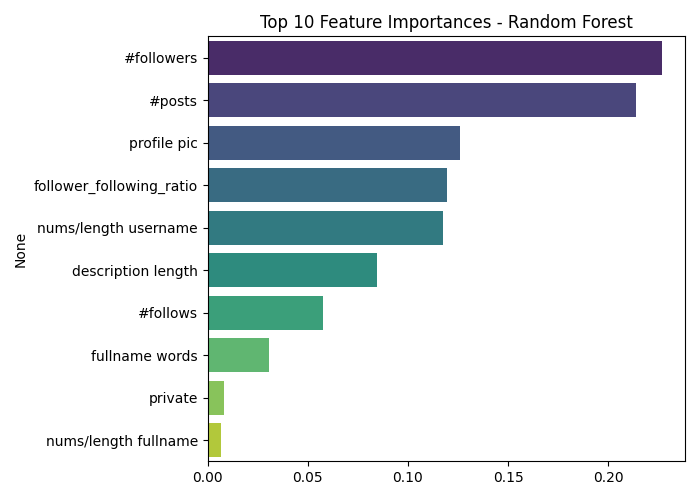 Top 10 Feature Importances - Random Forest
#followers
#posts
profile pic
follower_following_ratio
nums/length username
description length
#follows
fullname words
private
nums/length fullname
None
0.00 0.05 0.10 0.15 0.20